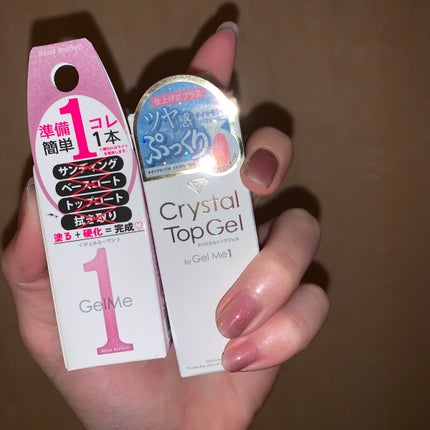 準備
簡単
1
コレ
1本
サンディング
ベースコート
トップコート
拭き取り
塗る+硬化=完成♡
<ジェルミーワン>
GelMe
1
仕上げにプラス
ツヤ感
ぷっくり
Crystal
Top Gel
クリスタルトップジェル
by Gel Me 1